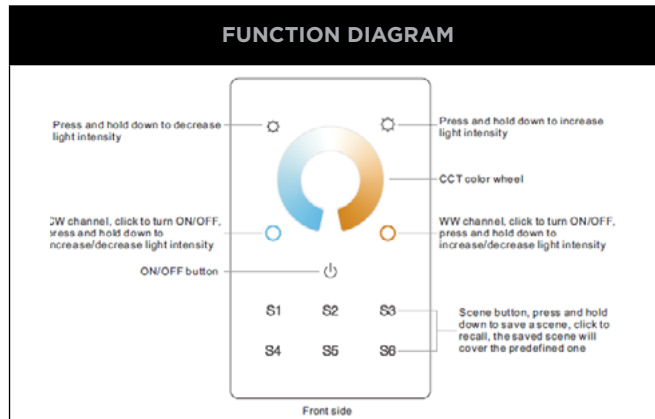 FUNCTION DIAGRAM
Press and hold down to decrease
light intensity
Press and hold down to increase
light intensity
CCT color wheel
CW channel, click to turn ON/OFF,
press and hold down to
increase/decrease light intensity
WW channel, click to turn ON/OFF,
press and hold down to
increase/decrease light intensity
ON/OFF button
S1 S2 S3
S4 S5 S6
Scene button, press and hold
down to save a scene, click to
recall, the saved scene will
cover the predefined one
Front side